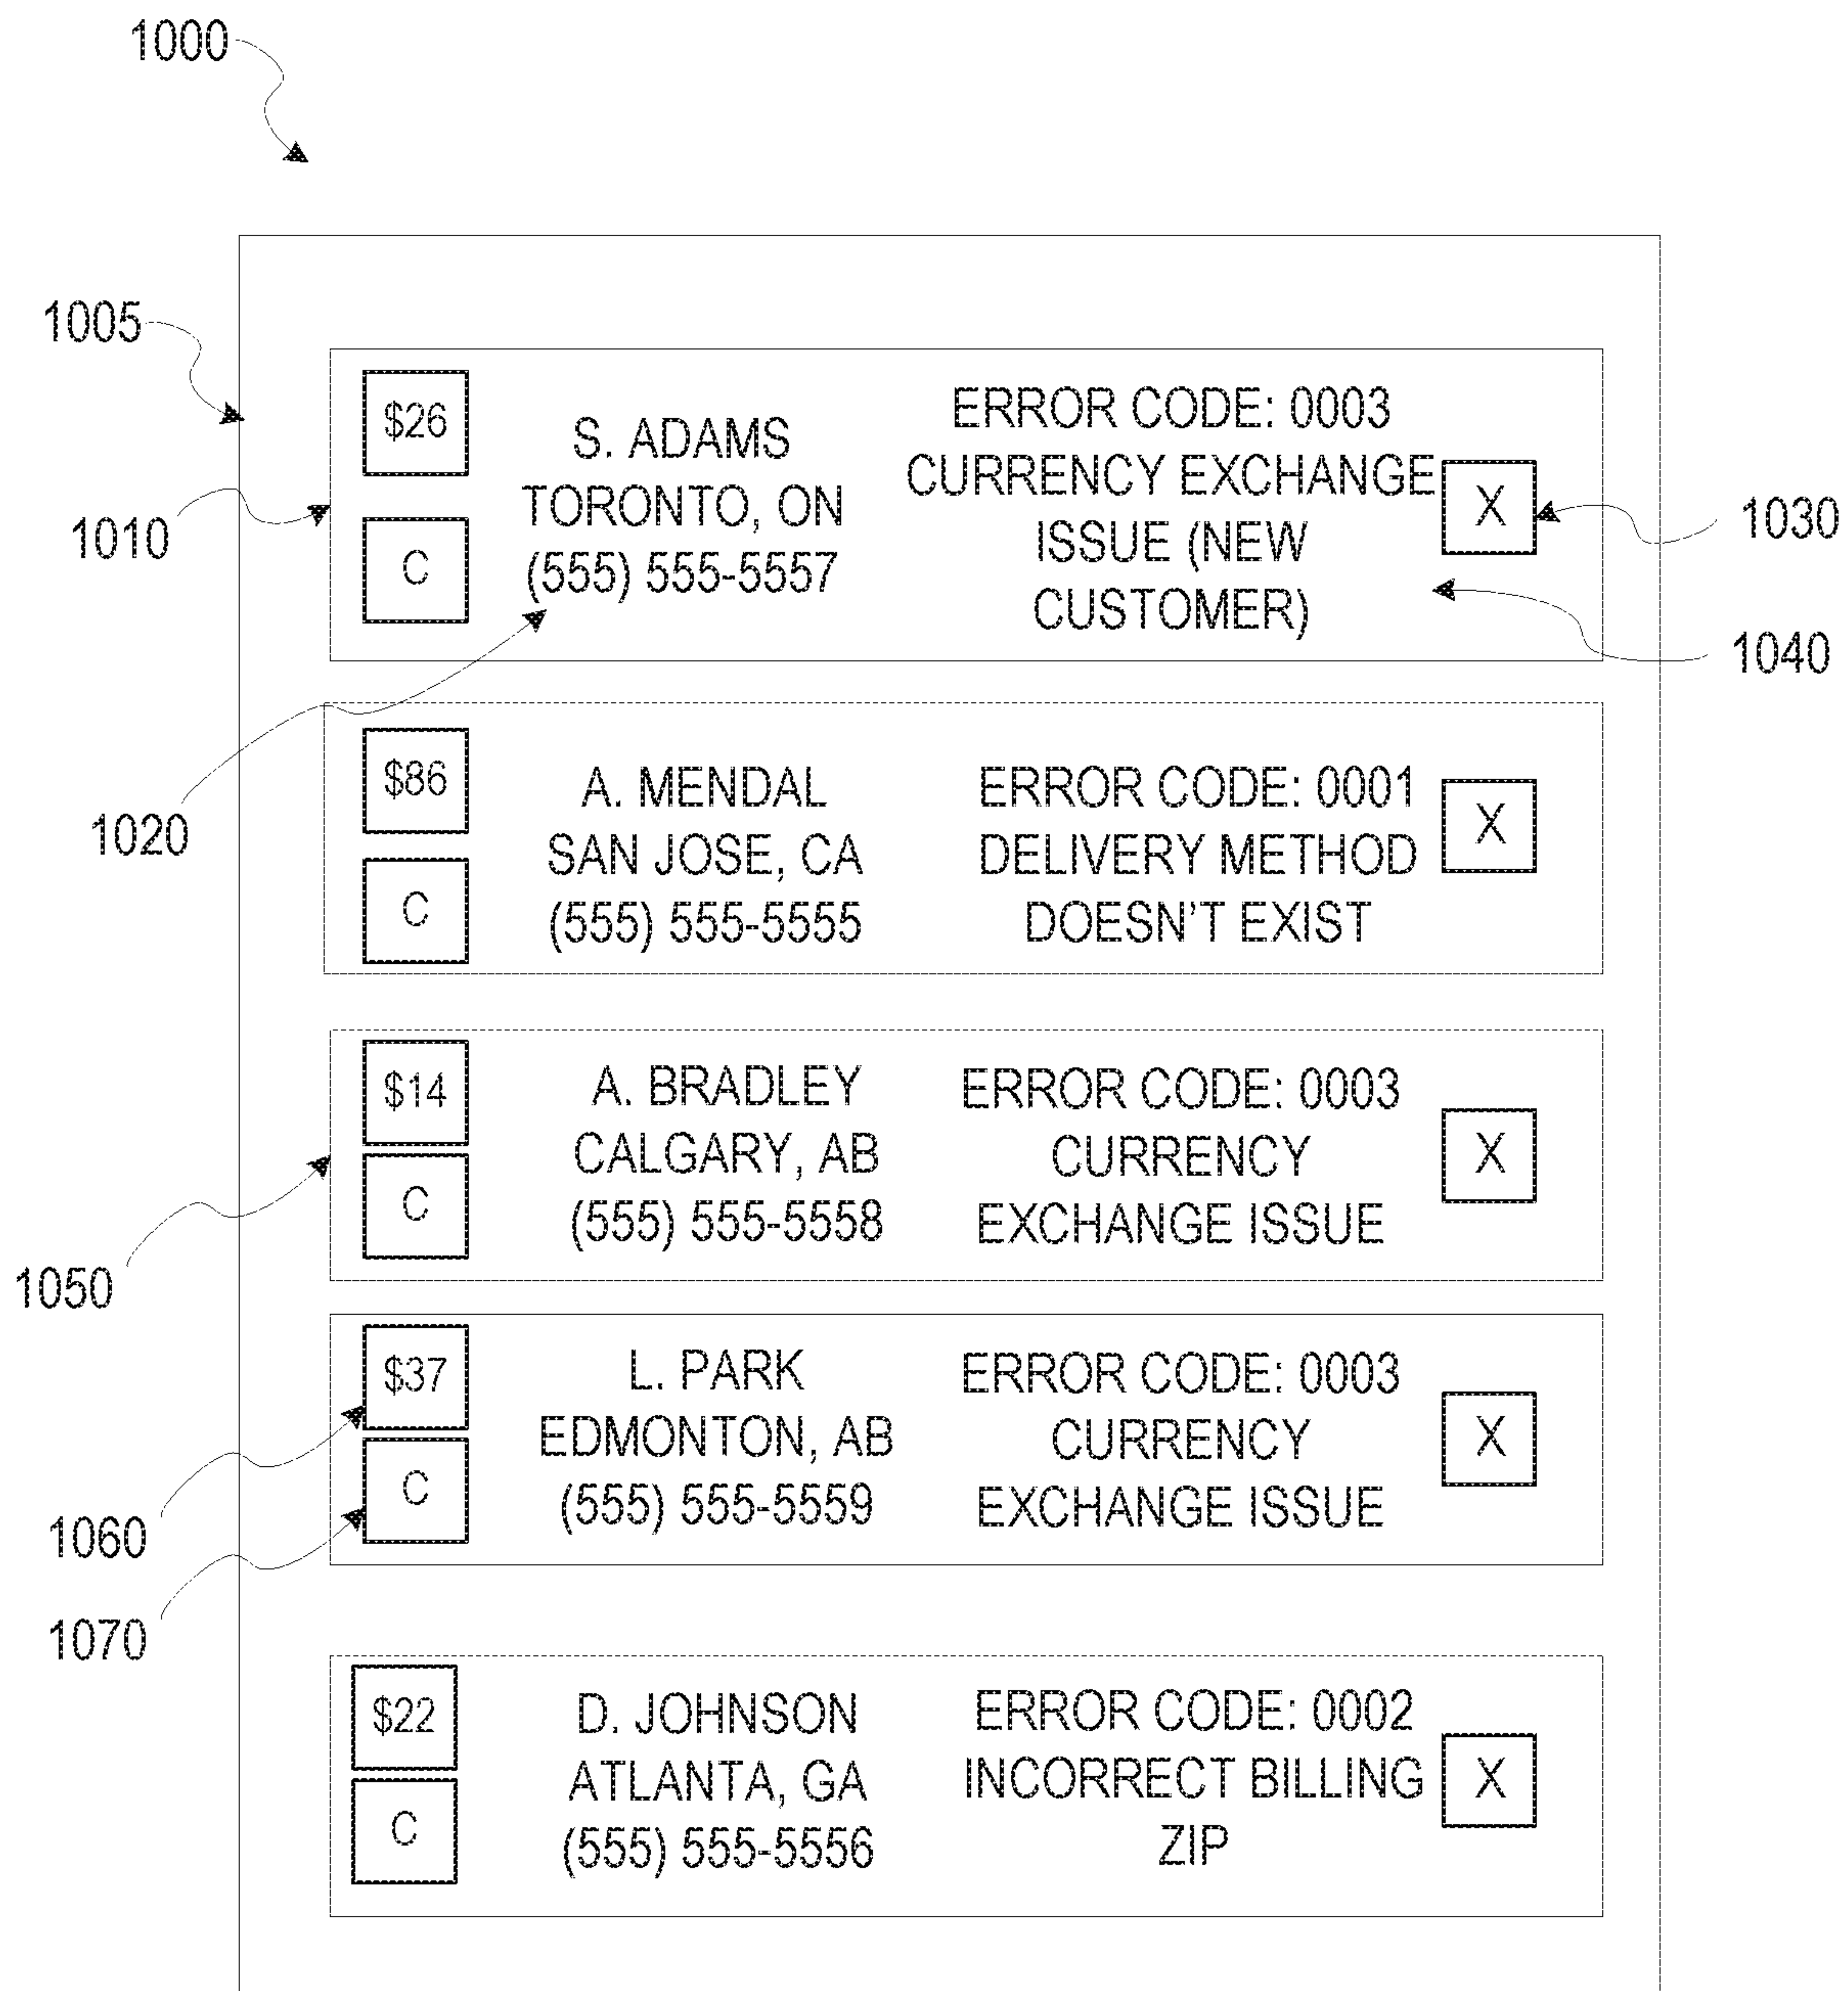 1000
1005
1010
$26
C
S. ADAMS
TORONTO, ON
(555) 555-5557
ERROR CODE: 0003
CURRENCY EXCHANGE
ISSUE (NEW
CUSTOMER)
X
1030
1040
1020
$86
C
A. MENDAL
SAN JOSE, CA
(555) 555-5555
ERROR CODE: 0001
DELIVERY METHOD
DOESN'T EXIST
X
1050
$14
C
A. BRADLEY
CALGARY, AB
(555) 555-5558
ERROR CODE: 0003
CURRENCY
EXCHANGE ISSUE
X
1060
1070
$37
C
L. PARK
EDMONTON, AB
(555) 555-5559
ERROR CODE: 0003
CURRENCY
EXCHANGE ISSUE
X
$22
C
D. JOHNSON
ATLANTA, GA
(555) 555-5556
ERROR CODE: 0002
INCORRECT BILLING
ZIP
X